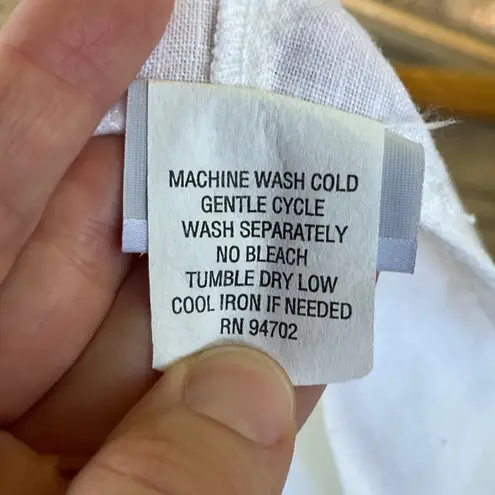 MACHINE WASH COLD
GENTLE CYCLE
WASH SEPARATELY
NO BLEACH
TUMBLE DRY LOW
COOL IRON IF NEEDED
RN 94702